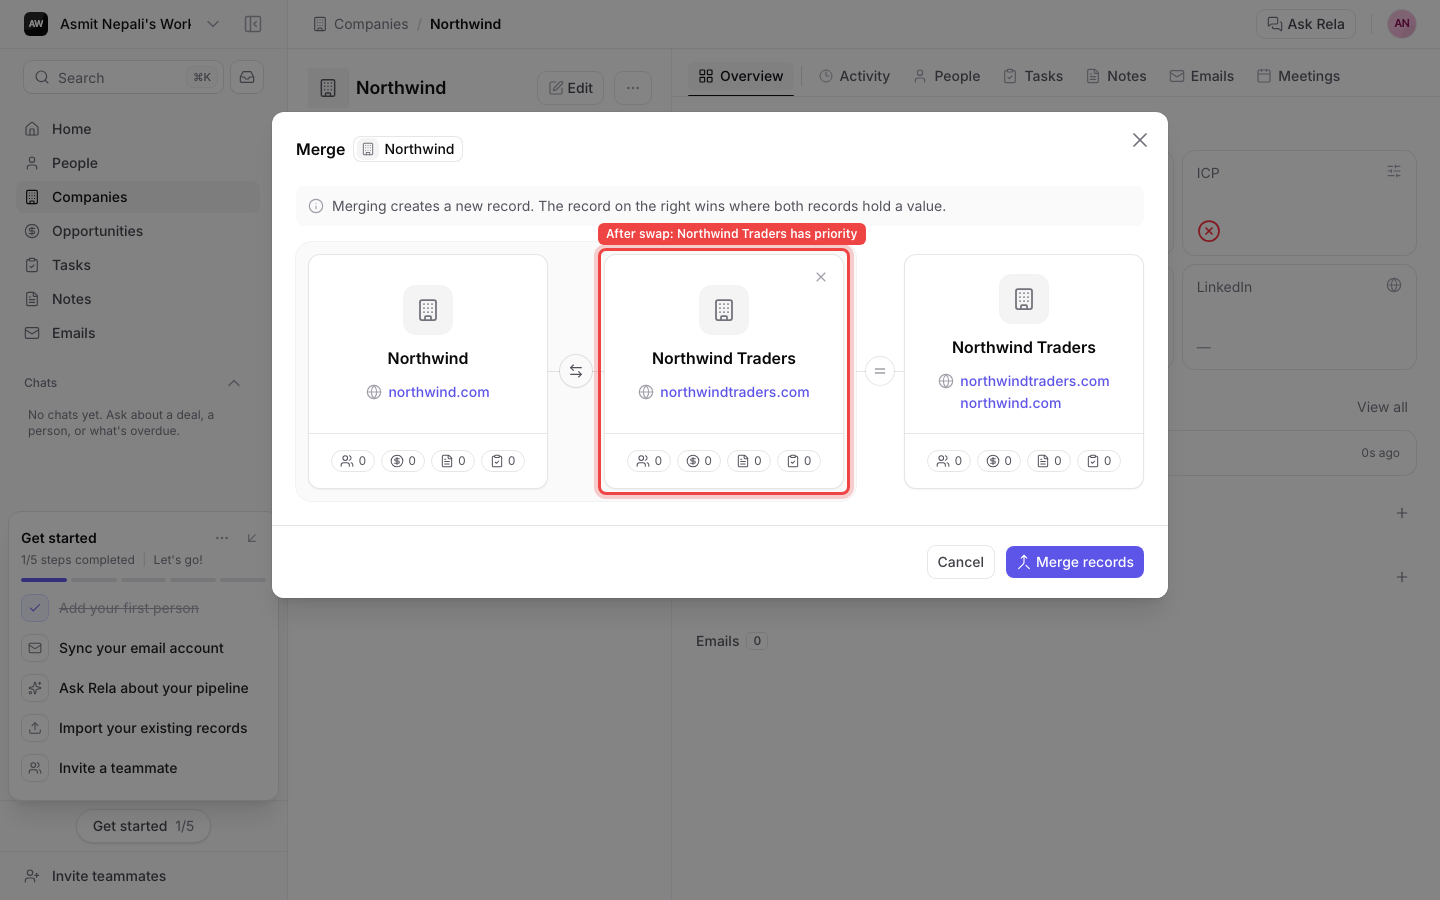 AW Asmit Nepali's Work
Companies / Northwind
Ask Rela
AN
Search ⌘K
Home
People
Companies
Opportunities
Tasks
Notes
Emails
Chats
No chats yet. Ask about a deal, a
person, or what's overdue.
Get started
1/5 steps completed Let's go!
Add your first person
Sync your email account
Ask Rela about your pipeline
Import your existing records
Invite a teammate
Get started 1/5
Invite teammates
Northwind
Edit
Overview Activity People Tasks Notes Emails Meetings
ICP
LinkedIn
—
View all
0s ago
Emails 0
Merge Northwind
Merging creates a new record. The record on the right wins where both records hold a value.
After swap: Northwind Traders has priority
Northwind
northwind.com
0 0 0 0
Northwind Traders
northwindtraders.com
0 0 0 0
Northwind Traders
northwindtraders.com
northwind.com
0 0 0 0
Cancel
Merge records